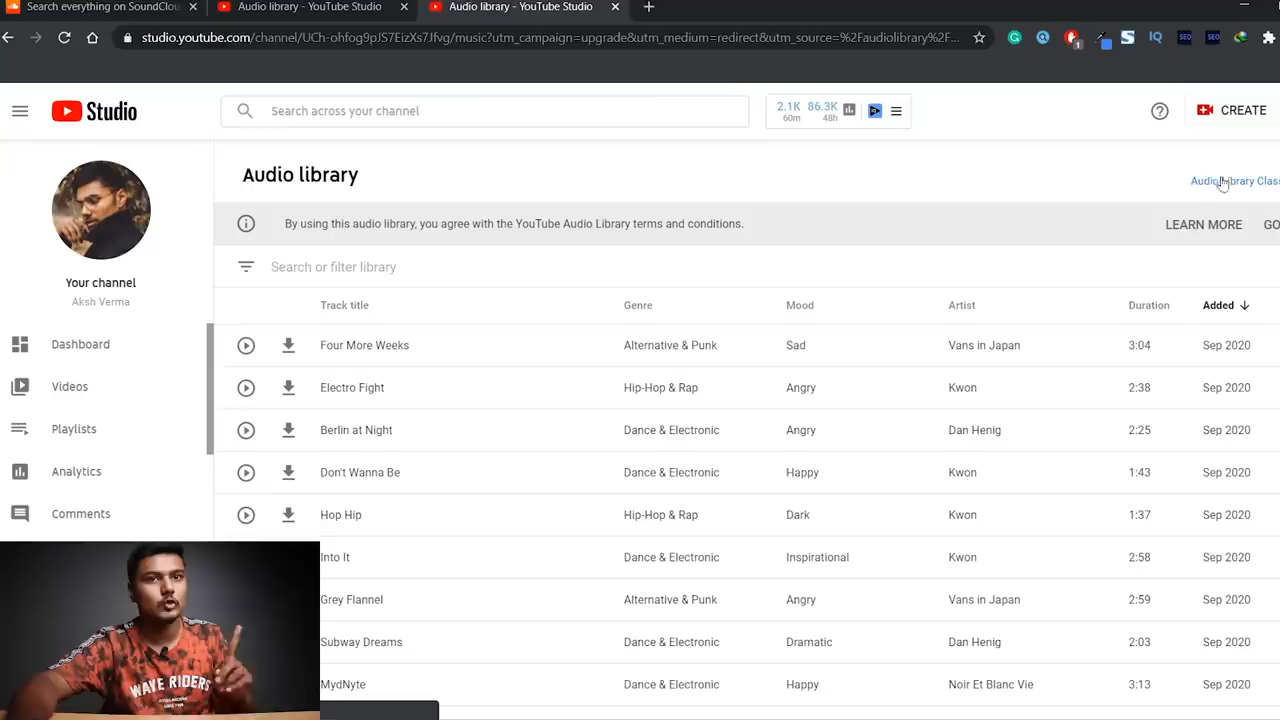 Search everything on SoundClou
Audio library - YouTube Studio
Audio library - YouTube Studio
studio.youtube.com/channel/UCh-ohfog9pJS7EizXs7Jfvg/music?utm_campaign=upgrade&utm_medium=redirect&utm_source=%2Faudiolibrary%2F...
1
IQ
SEO
SEO
Studio
Search across your channel
2.1K
60m
86.3K
48h
CREATE
Audio library
Audio library Class
By using this audio library, you agree with the YouTube Audio Library terms and conditions.
LEARN MORE
GO
Search or filter library
Your channel
Aksh Verma
Dashboard
Videos
Playlists
Analytics
Comments
Track title Genre Mood Artist Duration Added
Four More Weeks Alternative & Punk Sad Vans in Japan 3:04 Sep 2020
Electro Fight Hip-Hop & Rap Angry Kwon 2:38 Sep 2020
Berlin at Night Dance & Electronic Angry Dan Henig 2:25 Sep 2020
Don't Wanna Be Dance & Electronic Happy Kwon 1:43 Sep 2020
Hop Hip Hip-Hop & Rap Dark Kwon 1:37 Sep 2020
Into It Dance & Electronic Inspirational Kwon 2:58 Sep 2020
Grey Flannel Alternative & Punk Angry Vans in Japan 2:59 Sep 2020
Subway Dreams Dance & Electronic Dramatic Dan Henig 2:03 Sep 2020
MydNyte Dance & Electronic Happy Noir Et Blanc Vie 3:13 Sep 2020
WAVE RIDERS